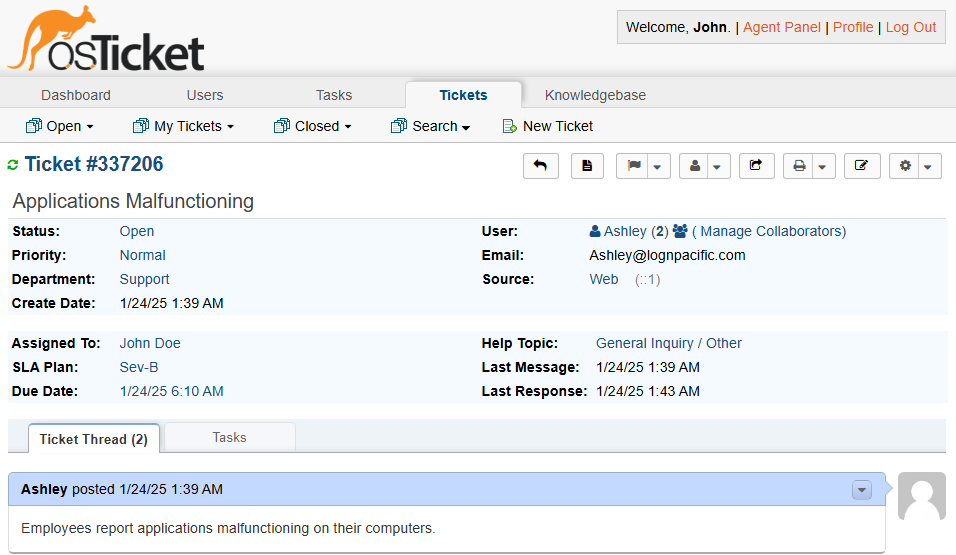 osTicket
Welcome, John. | Agent Panel | Profile | Log Out
Dashboard Users Tasks Tickets Knowledgebase
Open My Tickets Closed Search New Ticket
Ticket #337206
Applications Malfunctioning
Status: Open User: Ashley (2) ( Manage Collaborators)
Priority: Normal Email: Ashley@lognpacific.com
Department: Support Source: Web (::1)
Create Date: 1/24/25 1:39 AM
Assigned To: John Doe Help Topic: General Inquiry / Other
SLA Plan: Sev-B Last Message: 1/24/25 1:39 AM
Due Date: 1/24/25 6:10 AM Last Response: 1/24/25 1:43 AM
Ticket Thread (2) Tasks
Ashley posted 1/24/25 1:39 AM
Employees report applications malfunctioning on their computers.